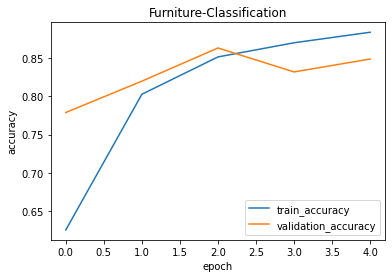 Furniture-Classification
accuracy
0.85
0.80
0.75
0.70
0.65
train_accuracy
validation_accuracy
0.0 0.5 1.0 1.5 2.0 2.5 3.0 3.5 4.0
epoch